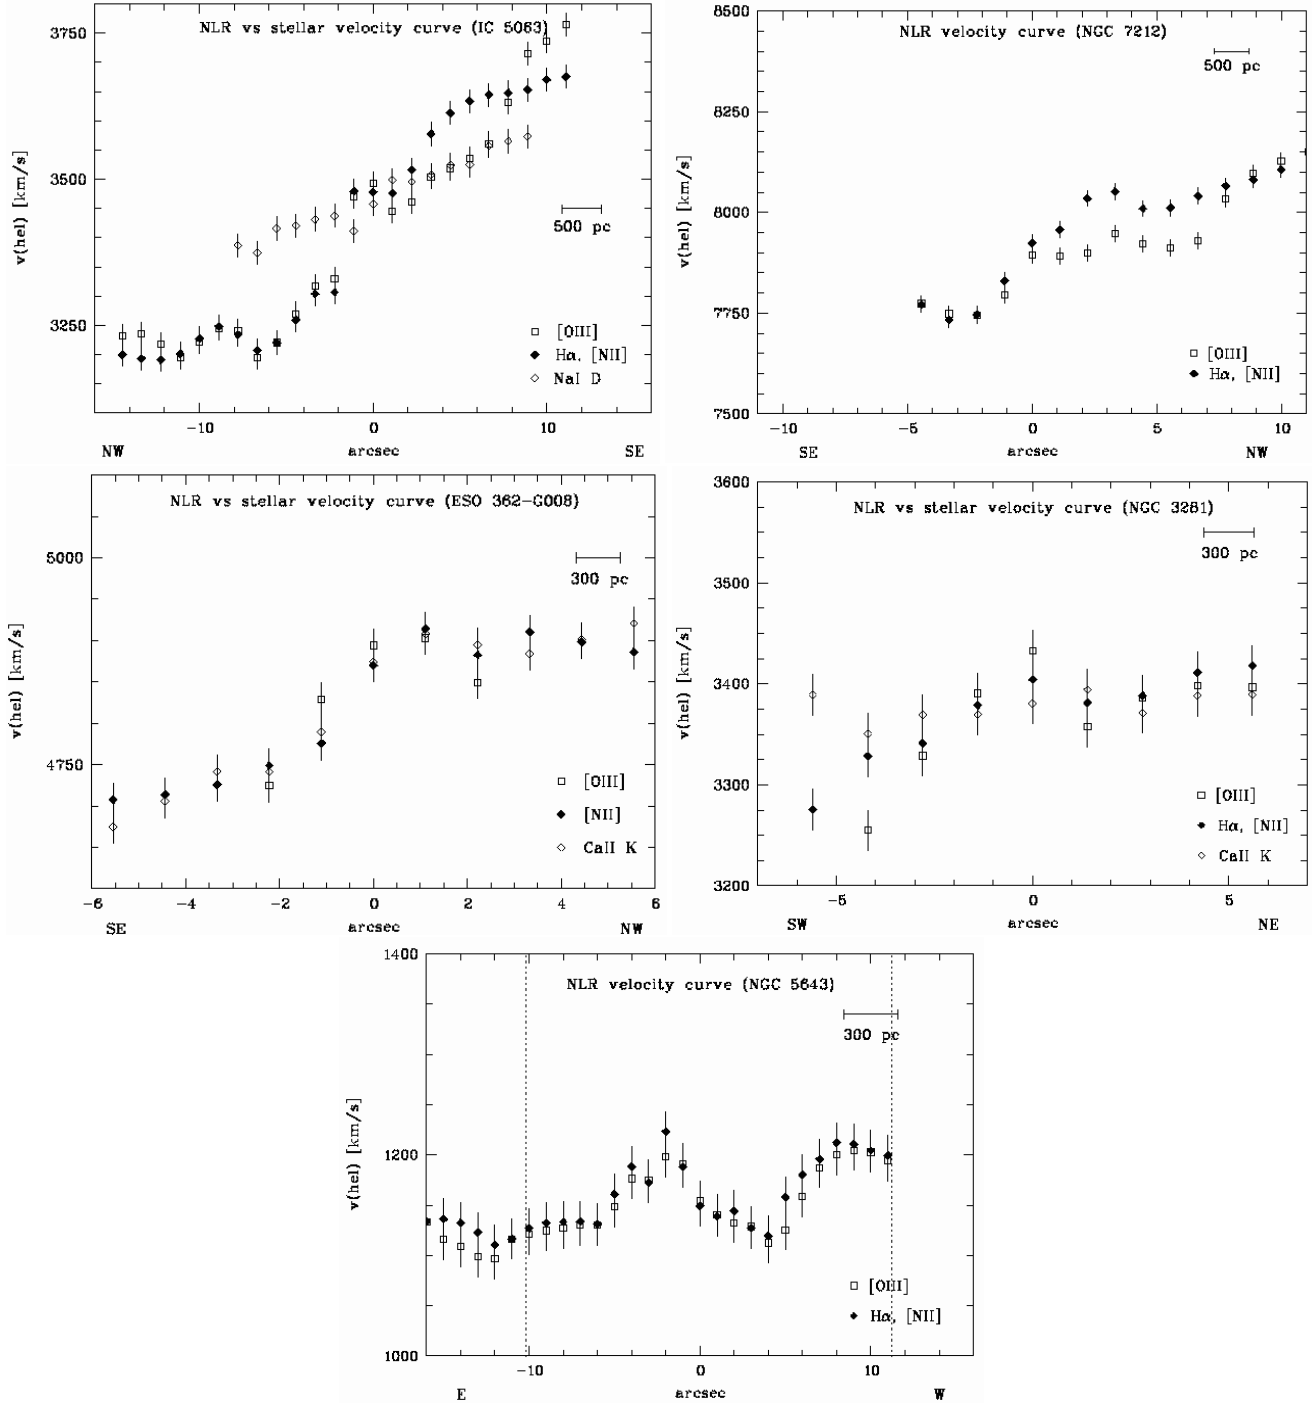 NLR vs stellar velocity curve (IC 5063)
v(hel) [km/s]
3750
3500
3250
500 pc
[OIII]
Hα, [NII]
NaI D
−10
0
10
NW
arcsec
SE
NLR velocity curve (NGC 7212)
v(hel) [km/s]
8500
8250
8000
7750
7500
500 pc
[OIII]
Hα, [NII]
−10
−5
0
5
10
SE
arcsec
NW
NLR vs stellar velocity curve (ESO 362−G008)
v(hel) [km/s]
5000
4750
300 pc
[OIII]
[NII]
CaII K
−6
−4
−2
0
2
4
6
SE
arcsec
NW
NLR vs stellar velocity curve (NGC 3281)
v(hel) [km/s]
3600
3500
3400
3300
3200
300 pc
[OIII]
Hα, [NII]
CaII K
−5
0
5
SW
arcsec
NE
NLR velocity curve (NGC 5643)
v(hel) [km/s]
1400
1300
1200
1100
1000
300 pc
[OIII]
Hα, [NII]
−10
0
10
E
arcsec
W